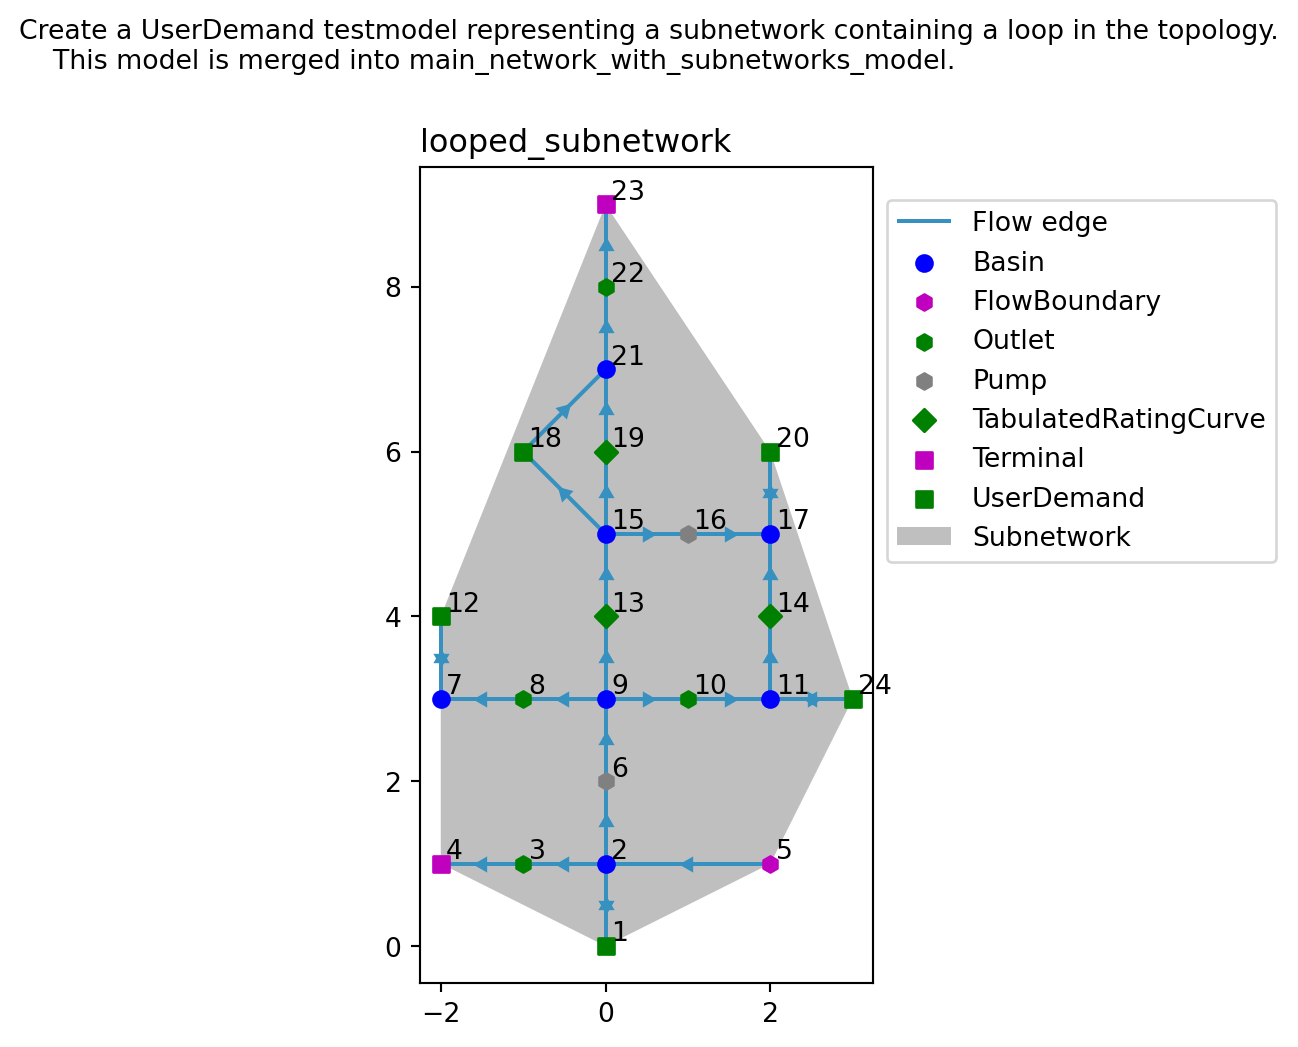 Create a UserDemand testmodel representing a subnetwork containing a loop in the topology.
This model is merged into main_network_with_subnetworks_model.
looped_subnetwork
23
22
8
21
18
19
20
6
15
16
17
12
13
14
4
7
8
9
10
11
24
6
2
4
3
2
5
1
0
−2
0
2
Flow edge
Basin
FlowBoundary
Outlet
Pump
TabulatedRatingCurve
Terminal
UserDemand
Subnetwork